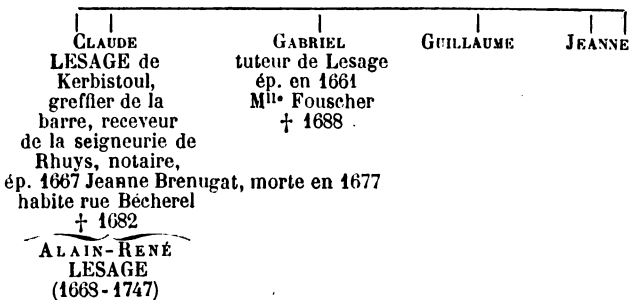 CLAUDE
LESAGE de
Kerbistoul,
greffier de la
barre, receveur
de la seigneurie de
Rhuys, notaire,
ép. 1667 Jeanne Brenugat, morte en 1677
habite rue Bécherel
† 1682
ALAIN-RENÉ
LESAGE
(1668-1747)
GABRIEL
tuteur de Lesage
ép. en 1661
Mlle Fouscher
† 1688
GUILLAUME
JEANNE